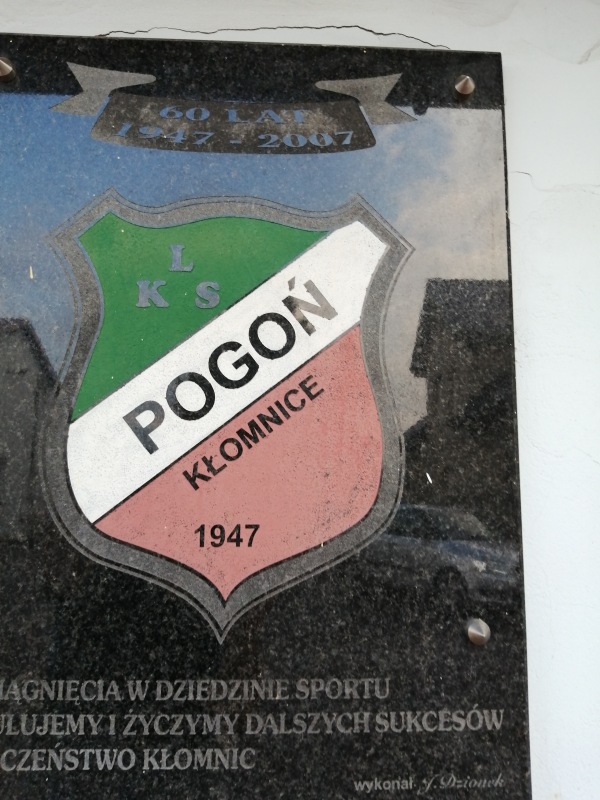 60 LAT
1947 - 2007
L
K S
POGOŃ
KŁOMNICE
1947
IĄGNIĘCIA W DZIEDZINIE SPORTU
ULUJEMY I ŻYCZYMY DALSZYCH SUKCESÓW
CZEŃSTWO KŁOMNIC
wykonał J. Dzionek